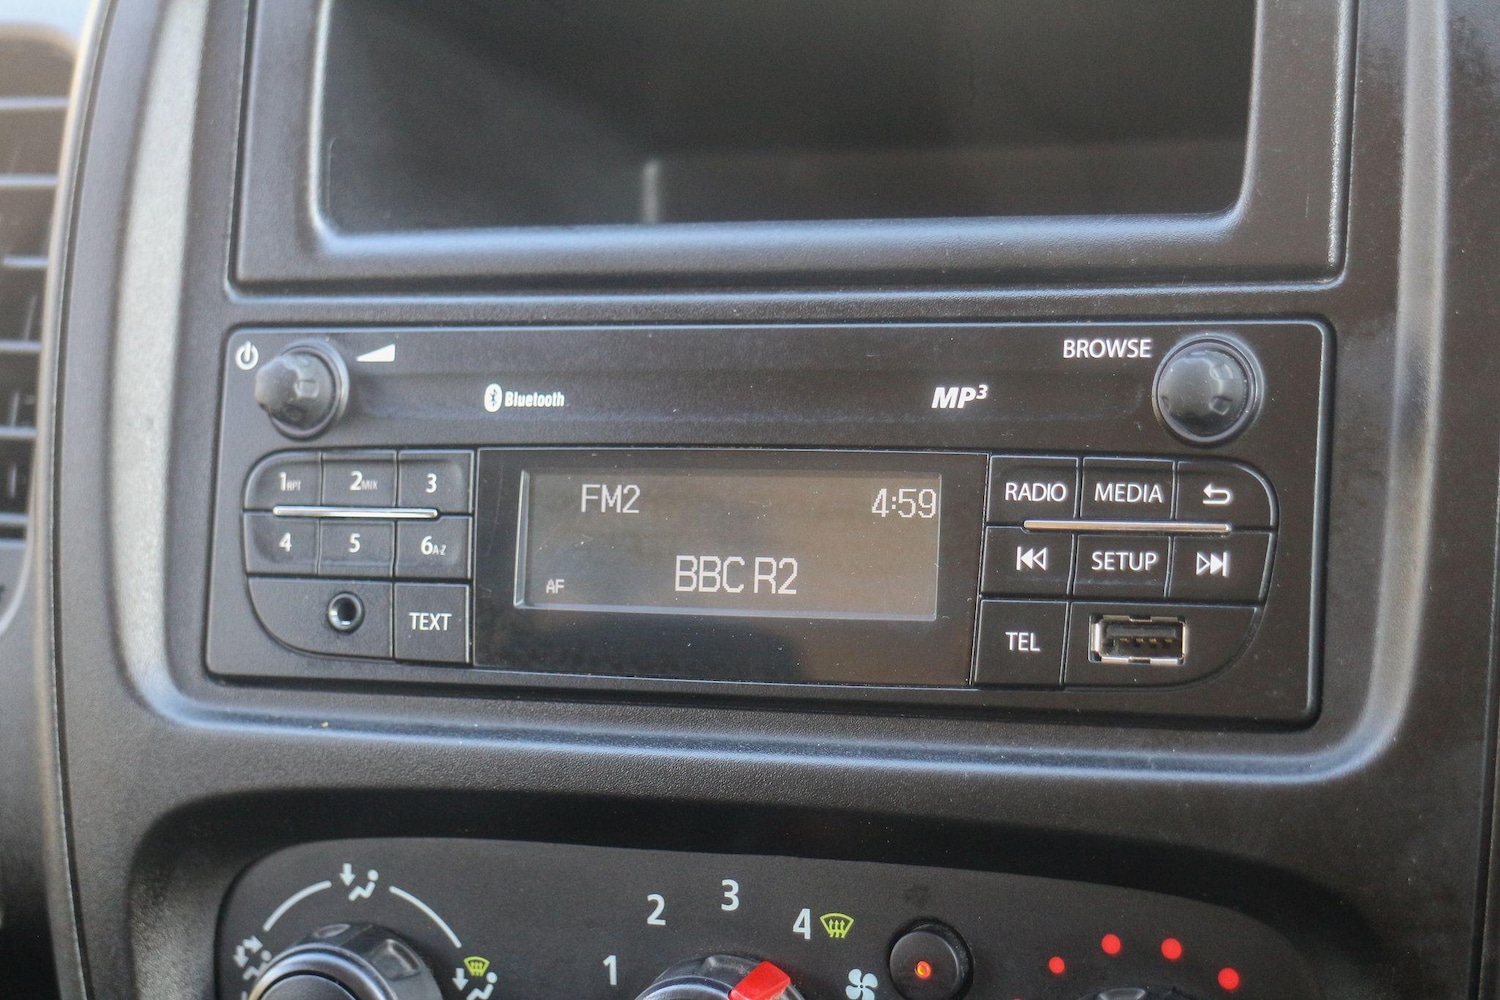 BROWSE
Bluetooth
MP3
1RPT 2MIX 3
FM2 4:59
RADIO MEDIA
4 5 6A-Z
AF BBC R2
SETUP
TEXT
TEL
1 2 3 4